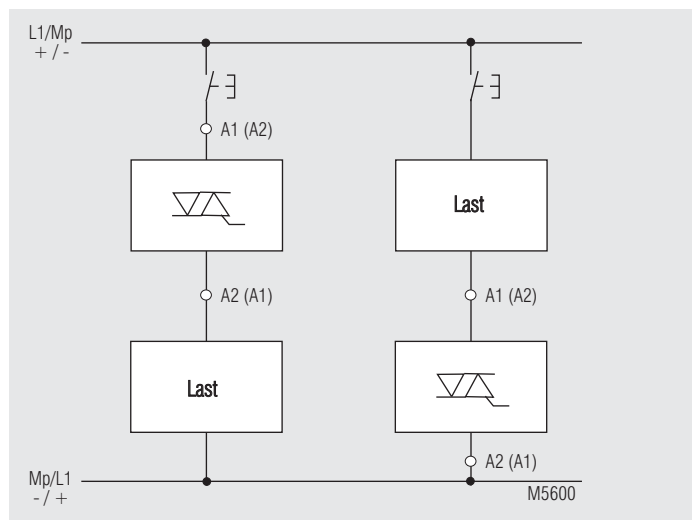 L1/Mp
+ / -
A1 (A2)
Last
A2 (A1)
A1 (A2)
Last
A2 (A1)
Mp/L1
- / +
M5600